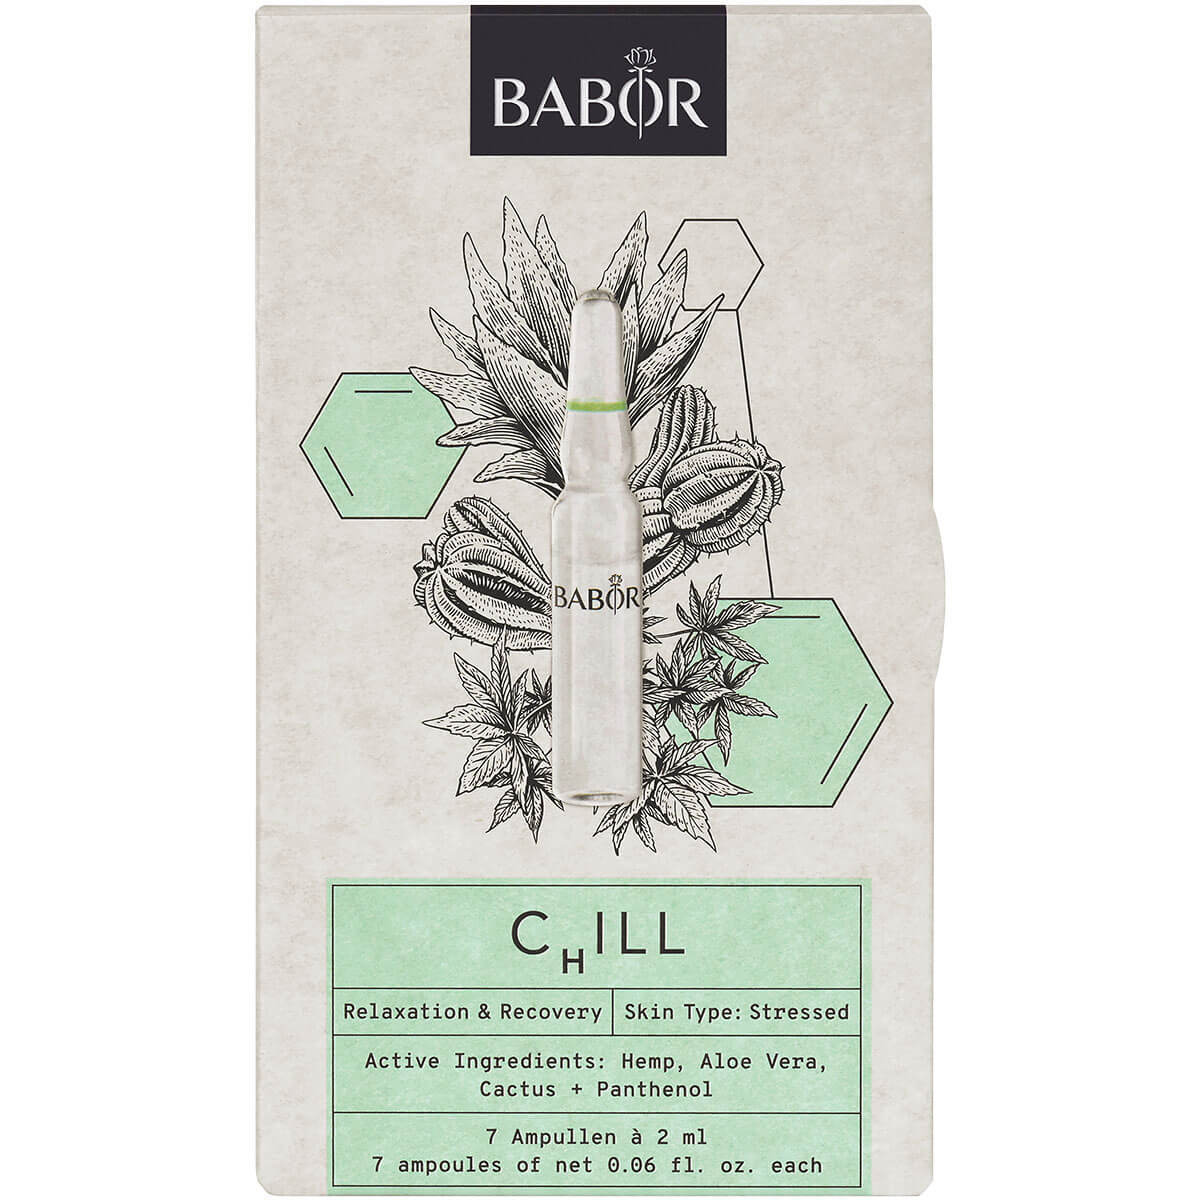 BABOR
BABOR
CHILL
Relaxation & Recovery
Skin Type: Stressed
Active Ingredients: Hemp, Aloe Vera,
Cactus + Panthenol
7 Ampullen à 2 ml
7 ampoules of net 0.06 fl. oz. each